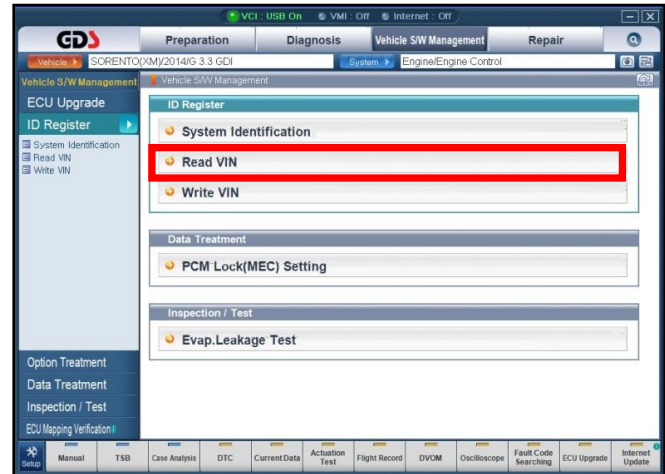 VCI : USB On VMI : Off Internet : Off
GDS Preparation Diagnosis Vehicle S/W Management Repair
Vehicle SORENTO(XM)/2014/G 3.3 GDI System Engine/Engine Control
Vehicle S/W Management
Vehicle S/W Management
ECU Upgrade
ID Register
System Identification
Read VIN
Write VIN
Option Treatment
Data Treatment
Inspection / Test
ECU Mapping Verification
ID Register
System Identification
Read VIN
Write VIN
Data Treatment
PCM Lock(MEC) Setting
Inspection / Test
Evap.Leakage Test
Setup Manual TSB Case Analysis DTC Current Data Actuation Test Flight Record DVOM Oscilloscope Fault Code Searching ECU Upgrade Internet Update